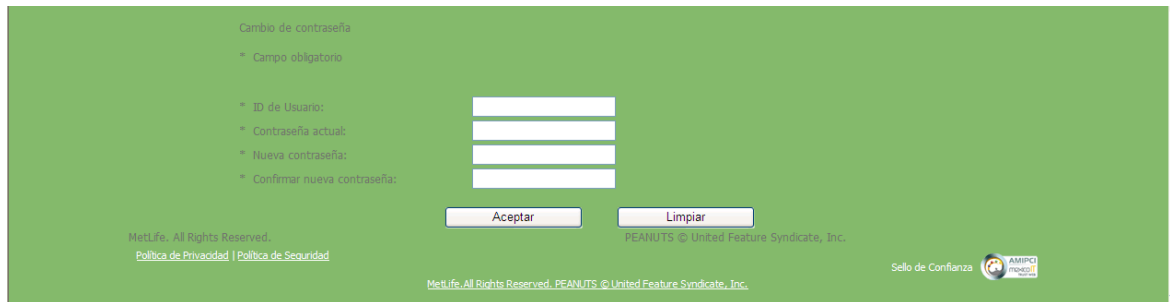 Cambio de contraseña
* Campo obligatorio
* ID de Usuario:
* Contraseña actual:
* Nueva contraseña:
* Confirmar nueva contraseña:
Aceptar Limpiar
MetLife. All Rights Reserved. PEANUTS © United Feature Syndicate, Inc.
Política de Privacidad | Política de Seguridad
Sello de Confianza AMIPCI
mexicoIT
MetLife.All Rights Reserved. PEANUTS © United Feature Syndicate, Inc.